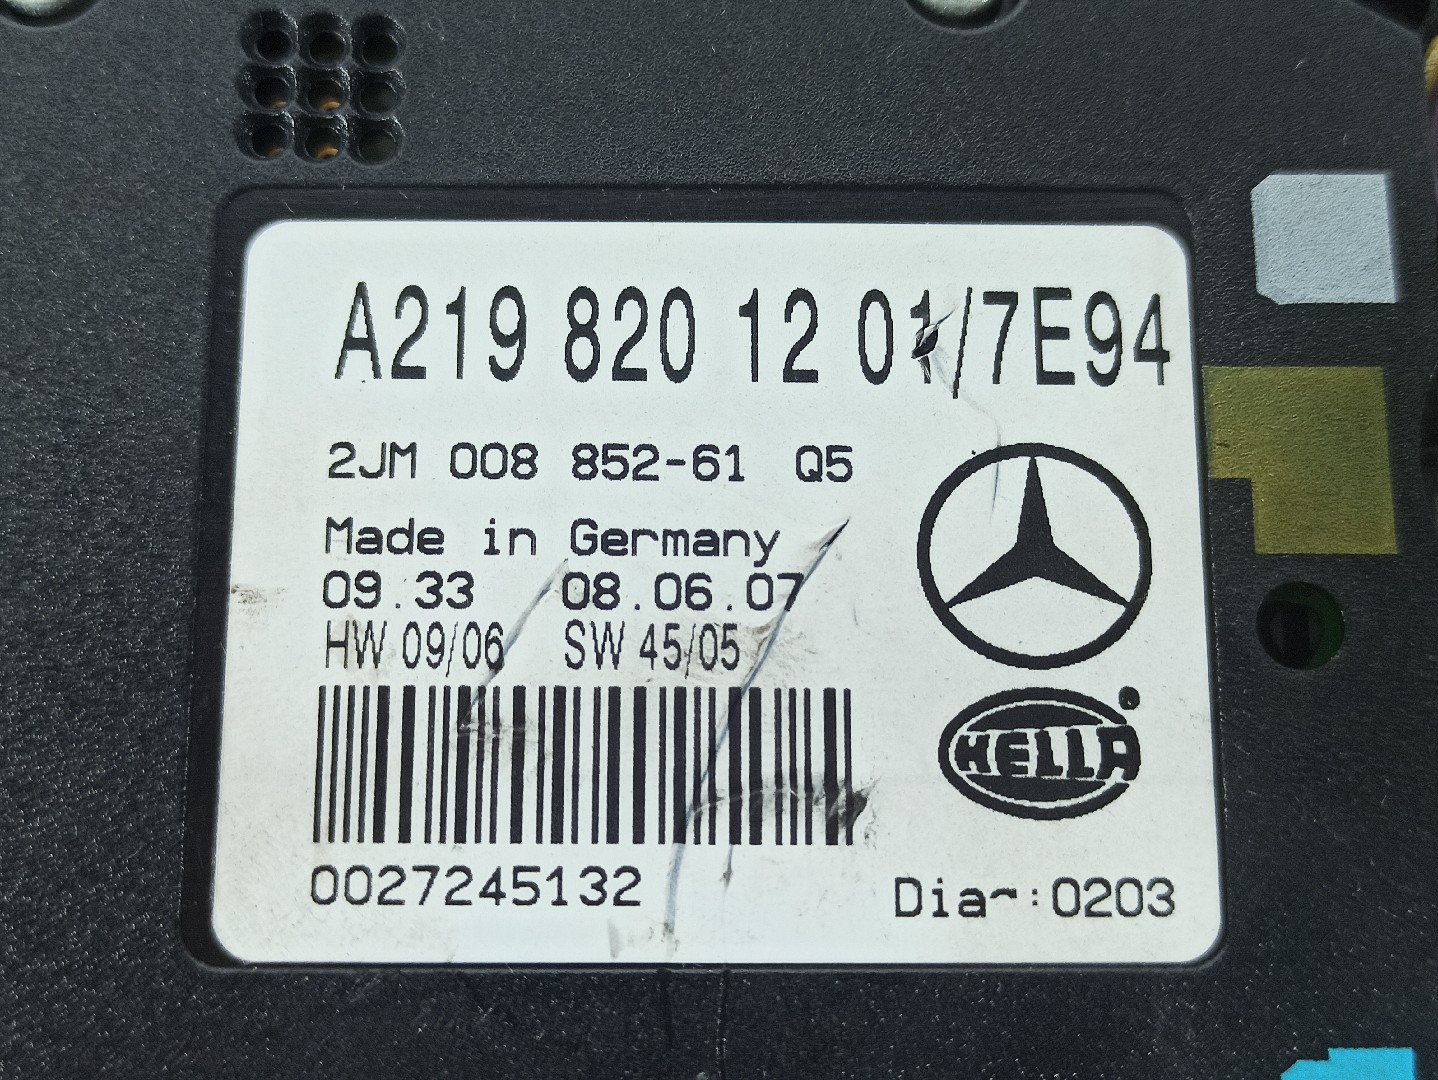 A219 820 12 01/7E94
2JM 008 852-61 Q5
Made in Germany
09.33 08.06.07
HW 09/06 SW 45/05
HELLA
0027245132
Dia~:0203